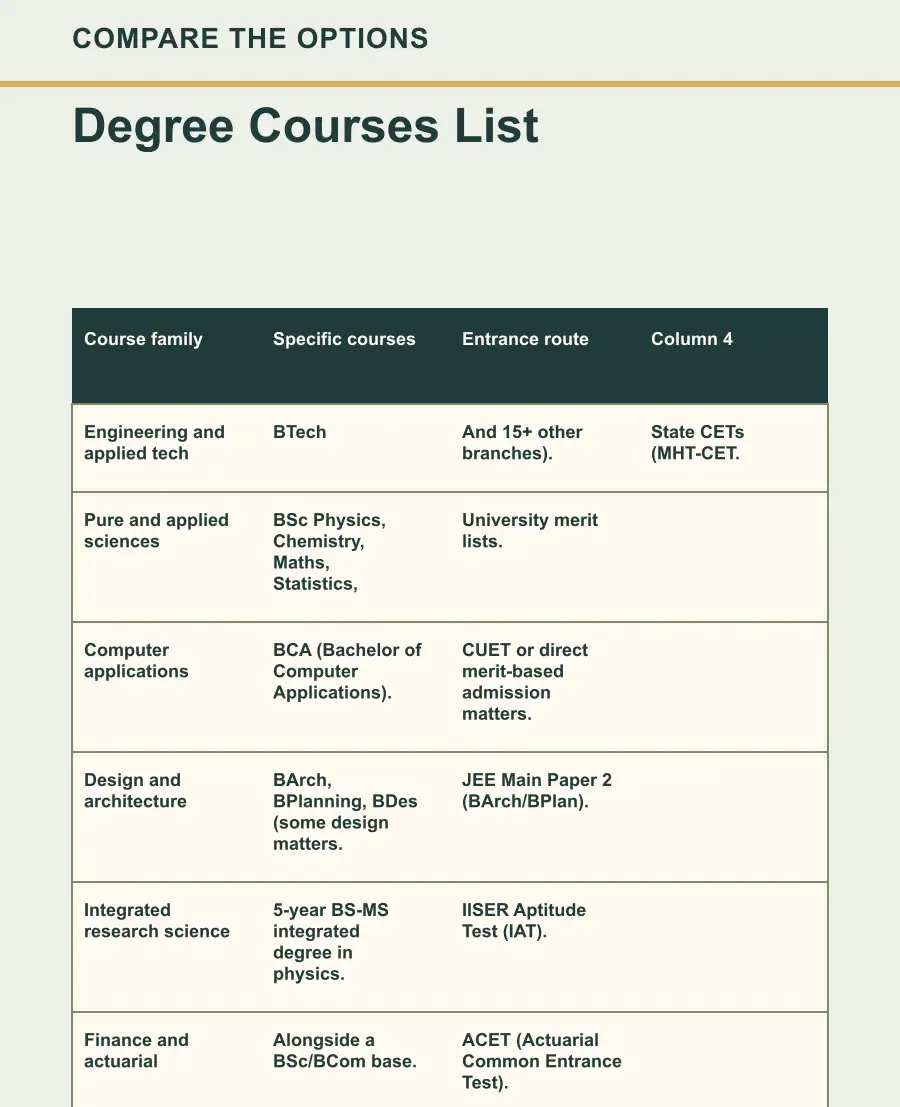 COMPARE THE OPTIONS
Degree Courses List
Course family
Specific courses
Entrance route
Column 4
Engineering and
applied tech
BTech
And 15+ other
branches).
State CETs
(MHT-CET.
Pure and applied
sciences
BSc Physics,
Chemistry,
Maths,
Statistics,
University merit
lists.
Computer
applications
BCA (Bachelor of
Computer
Applications).
CUET or direct
merit-based
admission
matters.
Design and
architecture
BArch,
BPlanning, BDes
(some design
matters.
JEE Main Paper 2
(BArch/BPlan).
Integrated
research science
5-year BS-MS
integrated
degree in
physics.
IISER Aptitude
Test (IAT).
Finance and
actuarial
Alongside a
BSc/BCom base.
ACET (Actuarial
Common Entrance
Test).